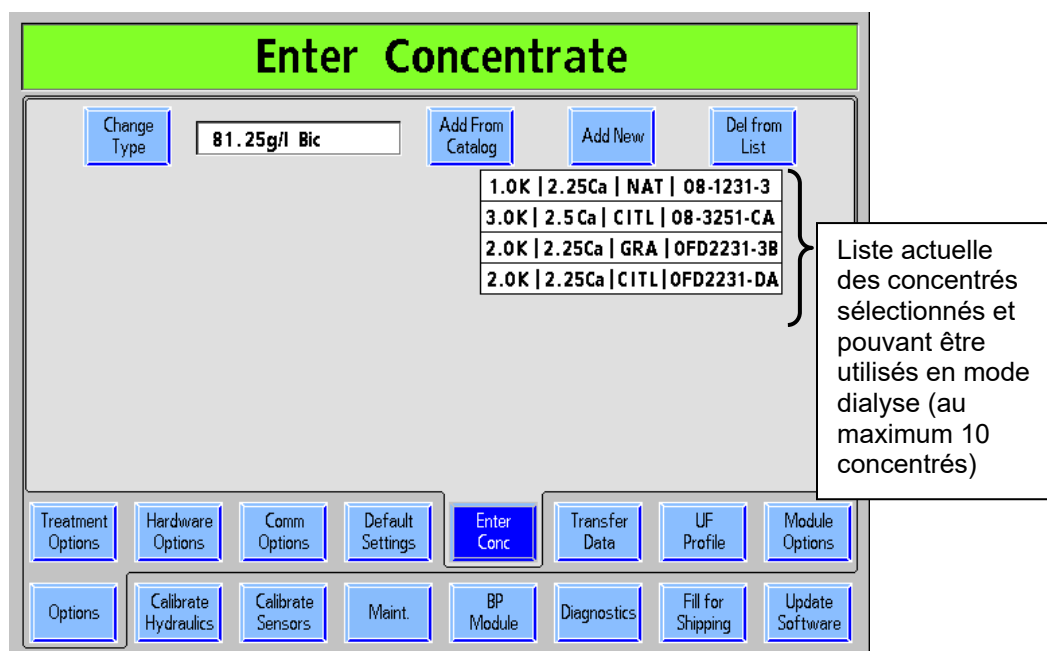 Enter Concentrate
Change Type
81.25g/l Bic
Add From Catalog
Add New
Del from List
1.0K | 2.25Ca | NAT | 08-1231-3
3.0K | 2.5 Ca | CITL | 08-3251-CA
2.0K | 2.25Ca | GRA | 0FD2231-3B
2.0K | 2.25Ca | CITL | 0FD2231-DA
Liste actuelle
des concentrés
sélectionnés et
pouvant être
utilisés en mode
dialyse (au
maximum 10
concentrés)
Treatment Options
Hardware Options
Comm Options
Default Settings
Enter Conc
Transfer Data
UF Profile
Module Options
Options
Calibrate Hydraulics
Calibrate Sensors
Maint.
BP Module
Diagnostics
Fill for Shipping
Update Software